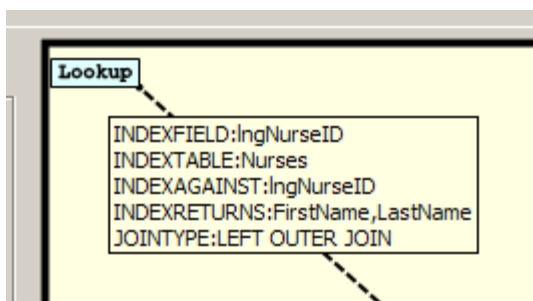 Lookup
INDEXFIELD:lngNurseID
INDEXTABLE:Nurses
INDEXAGAINST:lngNurseID
INDEXRETURNS:FirstName,LastName
JOINTYPE:LEFT OUTER JOIN